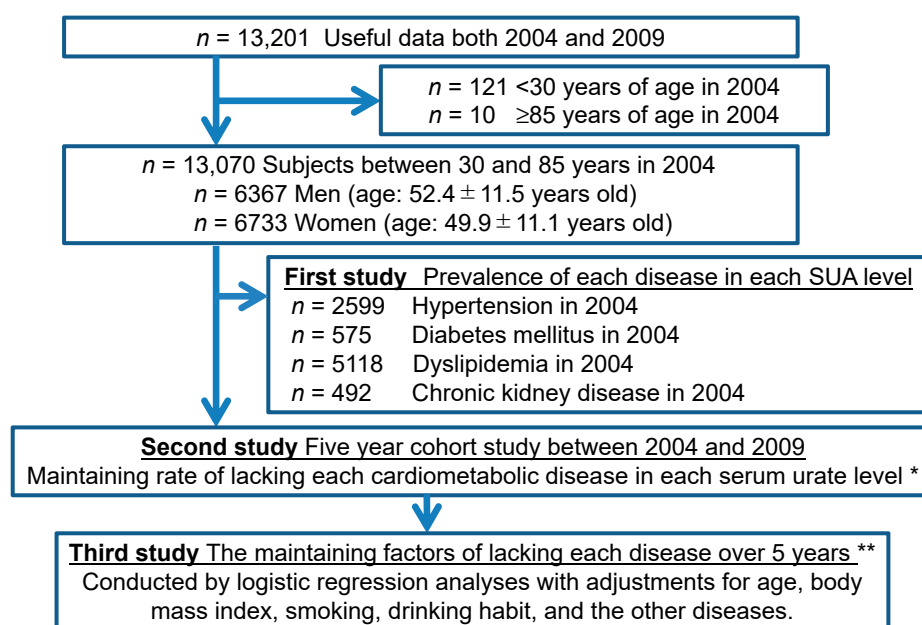 n = 13,201 Useful data both 2004 and 2009
n = 121 <30 years of age in 2004
n = 10 ≥85 years of age in 2004
n = 13,070 Subjects between 30 and 85 years in 2004
n = 6367 Men (age: 52.4 ± 11.5 years old)
n = 6733 Women (age: 49.9 ± 11.1 years old)
First study Prevalence of each disease in each SUA level
n = 2599 Hypertension in 2004
n = 575 Diabetes mellitus in 2004
n = 5118 Dyslipidemia in 2004
n = 492 Chronic kidney disease in 2004
Second study Five year cohort study between 2004 and 2009
Maintaining rate of lacking each cardiometabolic disease in each serum urate level *
Third study The maintaining factors of lacking each disease over 5 years **
Conducted by logistic regression analyses with adjustments for age, body
mass index, smoking, drinking habit, and the other diseases.